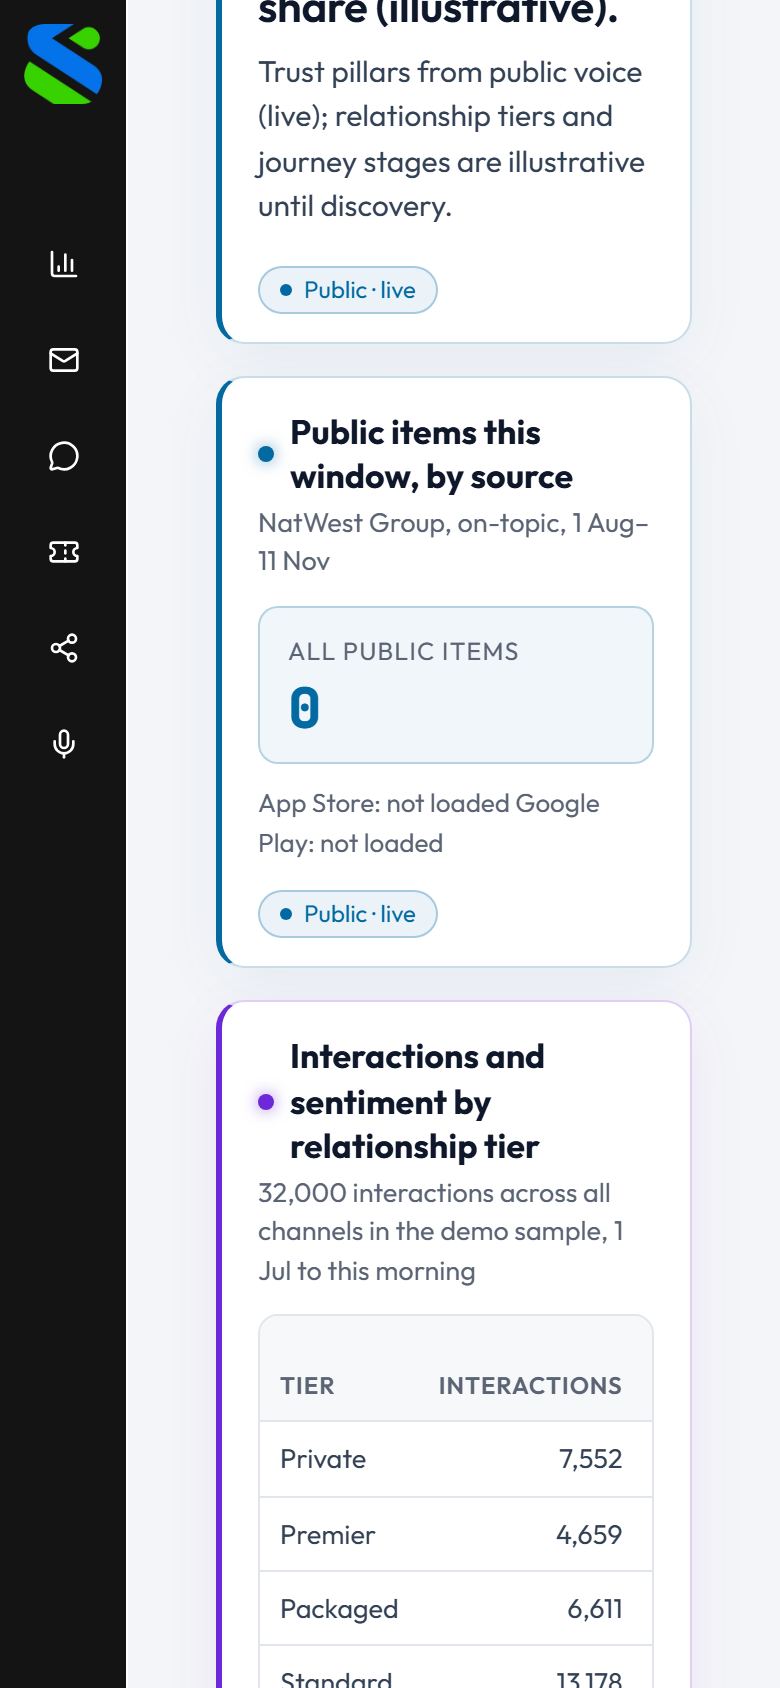 share (illustrative).
Trust pillars from public voice
(live); relationship tiers and
journey stages are illustrative
until discovery.
Public · live
Public items this
window, by source
NatWest Group, on-topic, 1 Aug–
11 Nov
ALL PUBLIC ITEMS
0
App Store: not loaded Google
Play: not loaded
Public · live
Interactions and
sentiment by
relationship tier
32,000 interactions across all
channels in the demo sample, 1
Jul to this morning
TIER INTERACTIONS
Private 7,552
Premier 4,659
Packaged 6,611
Standard 13,178